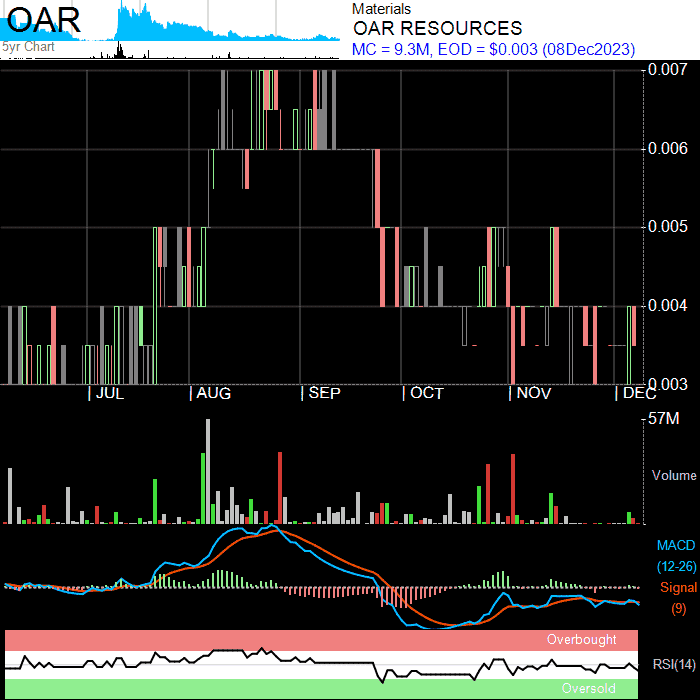 OAR
5yr Chart
Materials
OAR RESOURCES
MC = 9.3M, EOD = $0.003 (08Dec2023)
0.007
0.006
0.005
0.004
0.003
JUL
AUG
SEP
OCT
NOV
DEC
57M
Volume
MACD
(12-26)
Signal
(9)
Overbought
RSI(14)
Oversold